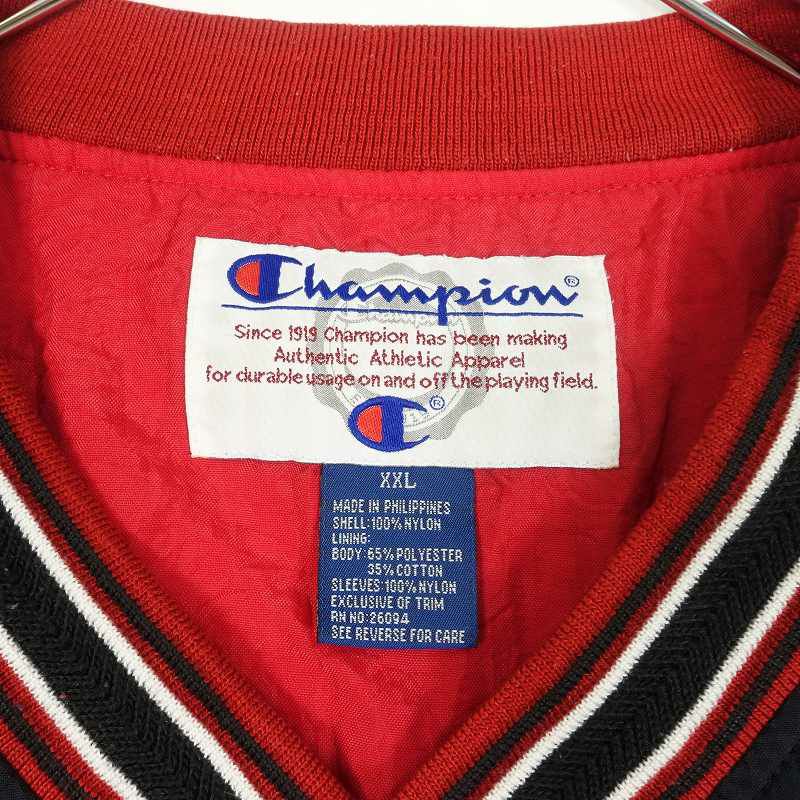 Champion®
Since 1919 Champion has been making
Authentic Athletic Apparel
for durable usage on and off the playing field.
®
XXL
MADE IN PHILIPPINES
SHELL: 100% NYLON
LINING:
BODY: 65% POLYESTER
35% COTTON
SLEEVES: 100% NYLON
EXCLUSIVE OF TRIM
RN NO: 26094
SEE REVERSE FOR CARE